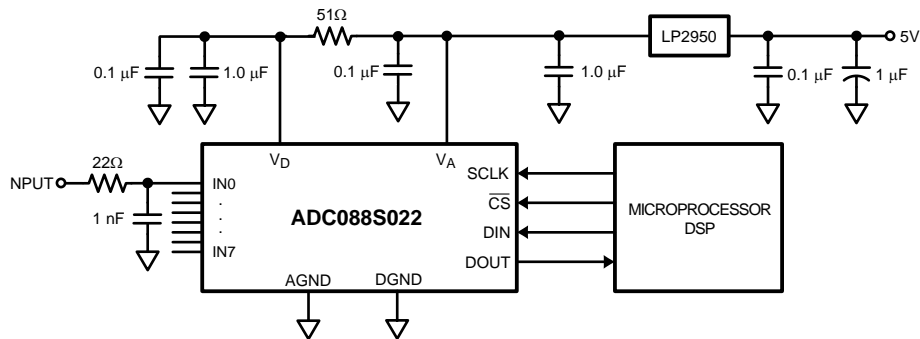 51Ω
LP2950
5V
0.1 µF
1.0 µF
0.1 µF
1.0 µF
0.1 µF
1 µF
VD
VA
22Ω
NPUT
IN0
SCLK
CS
1 nF
ADC088S022
MICROPROCESSOR
DSP
DIN
IN7
DOUT
AGND
DGND